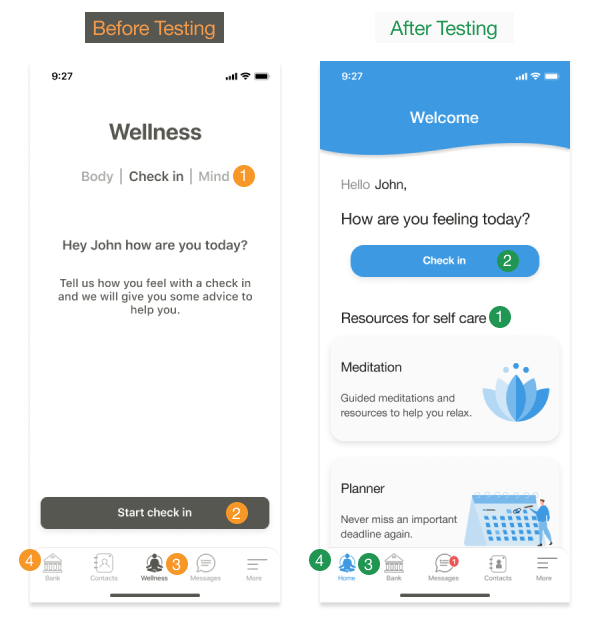 Before Testing
After Testing
9:27
Wellness
Body | Check in | Mind 1
Hey John how are you today?
Tell us how you feel with a check in
and we will give you some advice to
help you.
Start check in 2
4 3
Bank Contacts Wellness Messages More
9:27
Welcome
Hello John,
How are you feeling today?
Check in 2
Resources for self care 1
Meditation
Guided meditations and
resources to help you relax.
Planner
Never miss an important
deadline again.
4 3 1
Home Bank Messages Contacts More